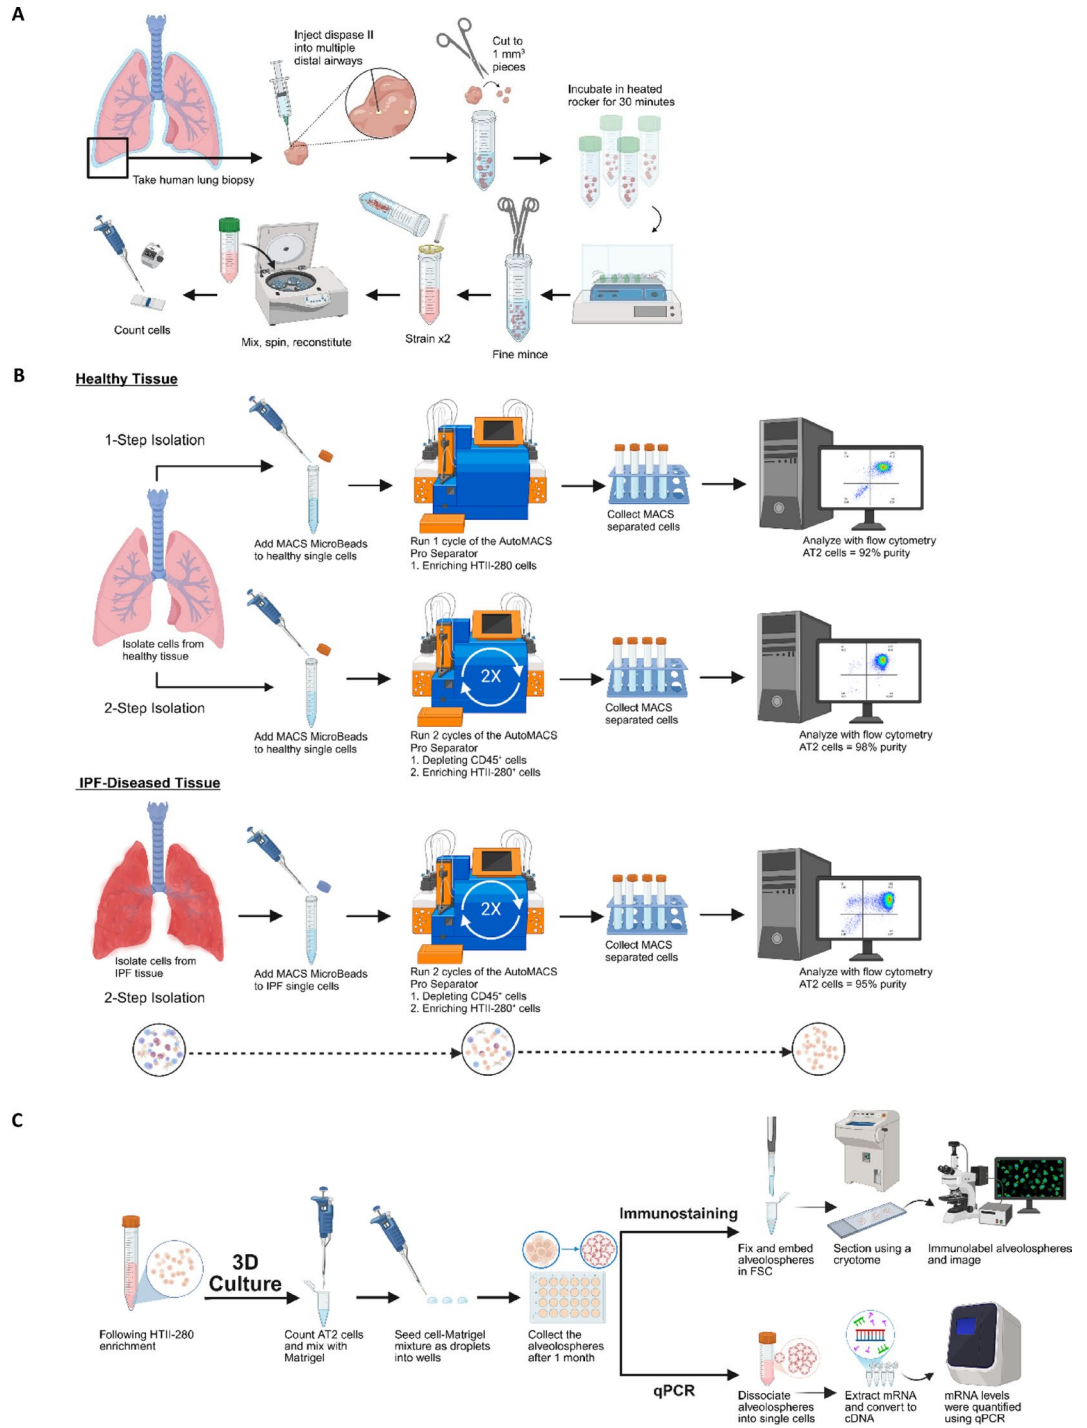 A
Inject dispase II
into multiple
distal airways
Cut to
1 mm³
pieces
Incubate in heated
rocker for 30 minutes
Take human lung biopsy
Count cells
Mix, spin, reconstitute
Strain x2
Fine mince
B
Healthy Tissue
1-Step Isolation
Add MACS MicroBeads
to healthy single cells
Run 1 cycle of the AutoMACS
Pro Separator
1. Enriching HTII-280 cells
Collect MACS
separated cells
Analyze with flow cytometry
AT2 cells = 92% purity
Isolate cells from
healthy tissue
2-Step Isolation
Add MACS MicroBeads
to healthy single cells
2X
Run 2 cycles of the AutoMACS
Pro Separator
1. Depleting CD45⁺ cells
2. Enriching HTII-280⁺ cells
Collect MACS
separated cells
Analyze with flow cytometry
AT2 cells = 98% purity
IPF-Diseased Tissue
Isolate cells from
IPF tissue
2-Step Isolation
Add MACS MicroBeads
to IPF single cells
2X
Run 2 cycles of the AutoMACS
Pro Separator
1. Depleting CD45⁺ cells
2. Enriching HTII-280⁺ cells
Collect MACS
separated cells
Analyze with flow cytometry
AT2 cells = 95% purity
C
Following HTII-280
enrichment
3D
Culture
Count AT2 cells
and mix with
Matrigel
Seed cell-Matrigel
mixture as droplets
into wells
Collect the
alveolospheres
after 1 month
Immunostaining
Fix and embed
alveolospheres
in FSC
Section using a
cryotome
Immunolabel alveolospheres
and image
qPCR
Dissociate
alveolospheres
into single cells
Extract mRNA
and convert to
cDNA
mRNA levels
were quantified
using qPCR